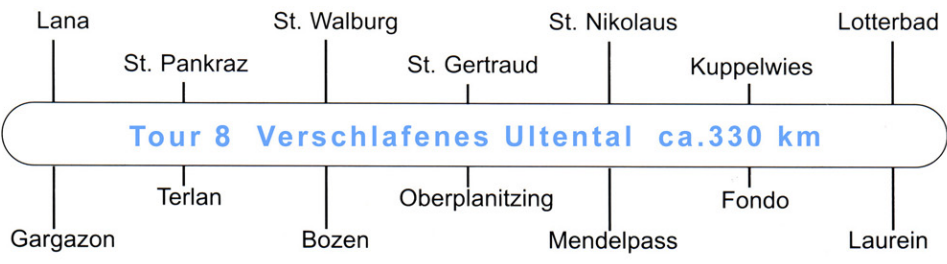 Lana St. Walburg St. Nikolaus Lotterbad
St. Pankraz St. Gertraud Kuppelwies
Tour 8 Verschlafenes Ultental ca.330 km
Terlan Oberplanitzing Fondo
Gargazon Bozen Mendelpass Laurein